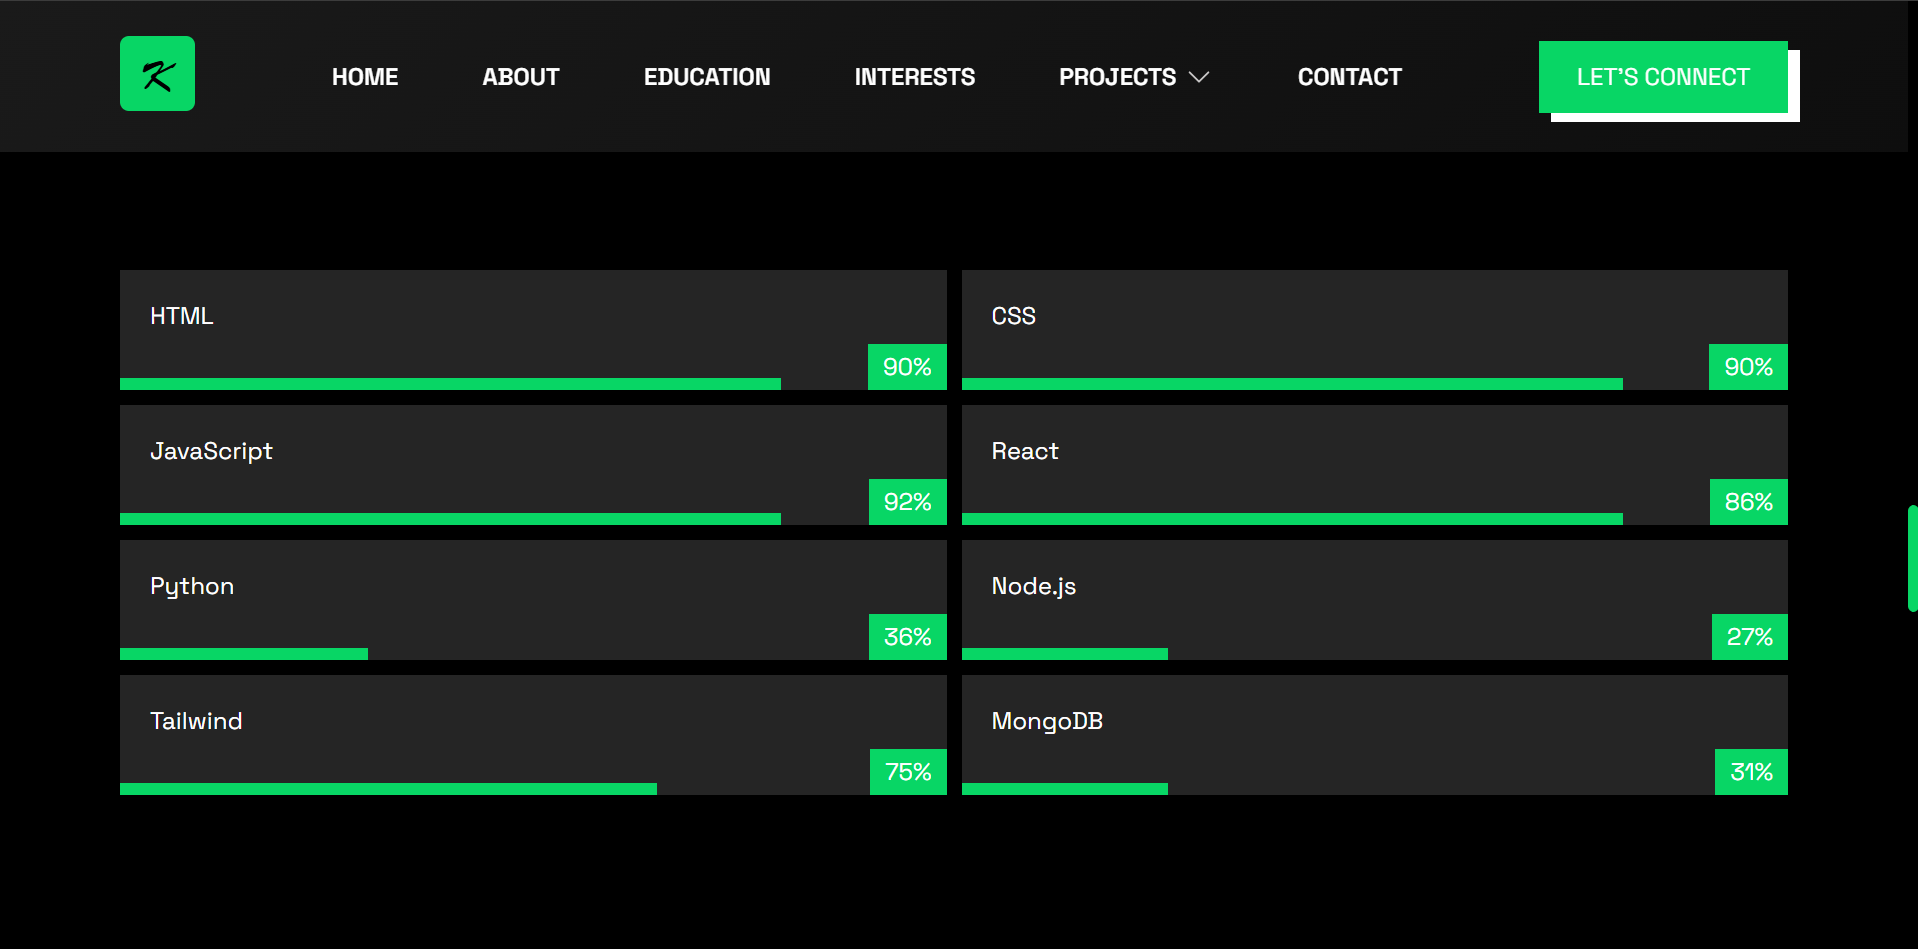 K
HOME ABOUT EDUCATION INTERESTS PROJECTS CONTACT LET'S CONNECT
HTML
90%
CSS
90%
JavaScript
92%
React
86%
Python
36%
Node.js
27%
Tailwind
75%
MongoDB
31%